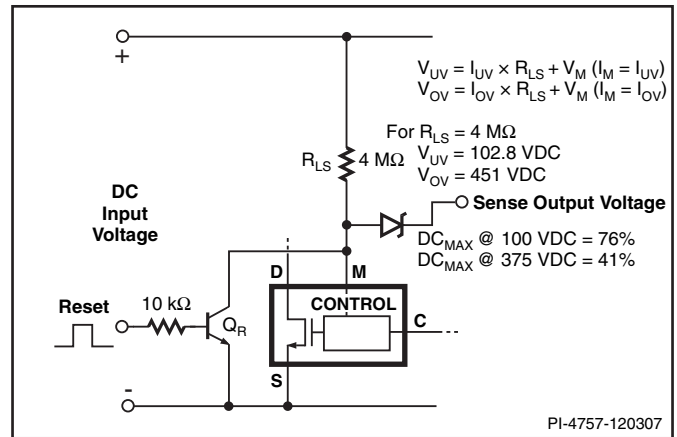 +
V_UV = I_UV × R_LS + V_M (I_M = I_UV)
V_OV = I_OV × R_LS + V_M (I_M = I_OV)
For R_LS = 4 MΩ
V_UV = 102.8 VDC
V_OV = 451 VDC
R_LS
4 MΩ
DC
Input
Voltage
Sense Output Voltage
DC_MAX @ 100 VDC = 76%
DC_MAX @ 375 VDC = 41%
D
M
CONTROL
C
Reset
10 kΩ
Q_R
S
-
PI-4757-120307